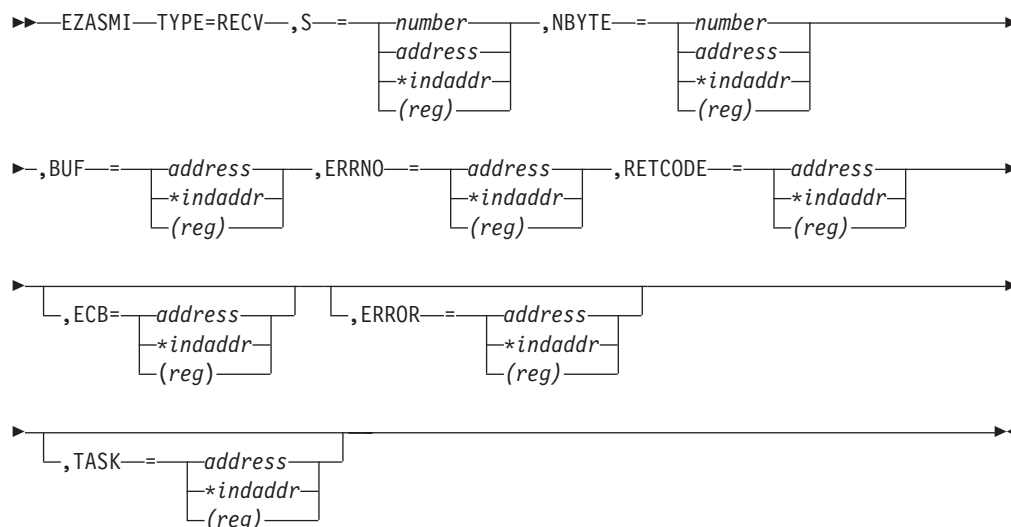 EZASMI TYPE=RECV ,S = number ,NBYTE = number
address address
*indaddr *indaddr
(reg) (reg)
,BUF = address ,ERRNO = address ,RETCODE = address
*indaddr *indaddr *indaddr
(reg) (reg) (reg)
,ECB= address ,ERROR = address
*indaddr *indaddr
(reg) (reg)
,TASK = address
*indaddr
(reg)